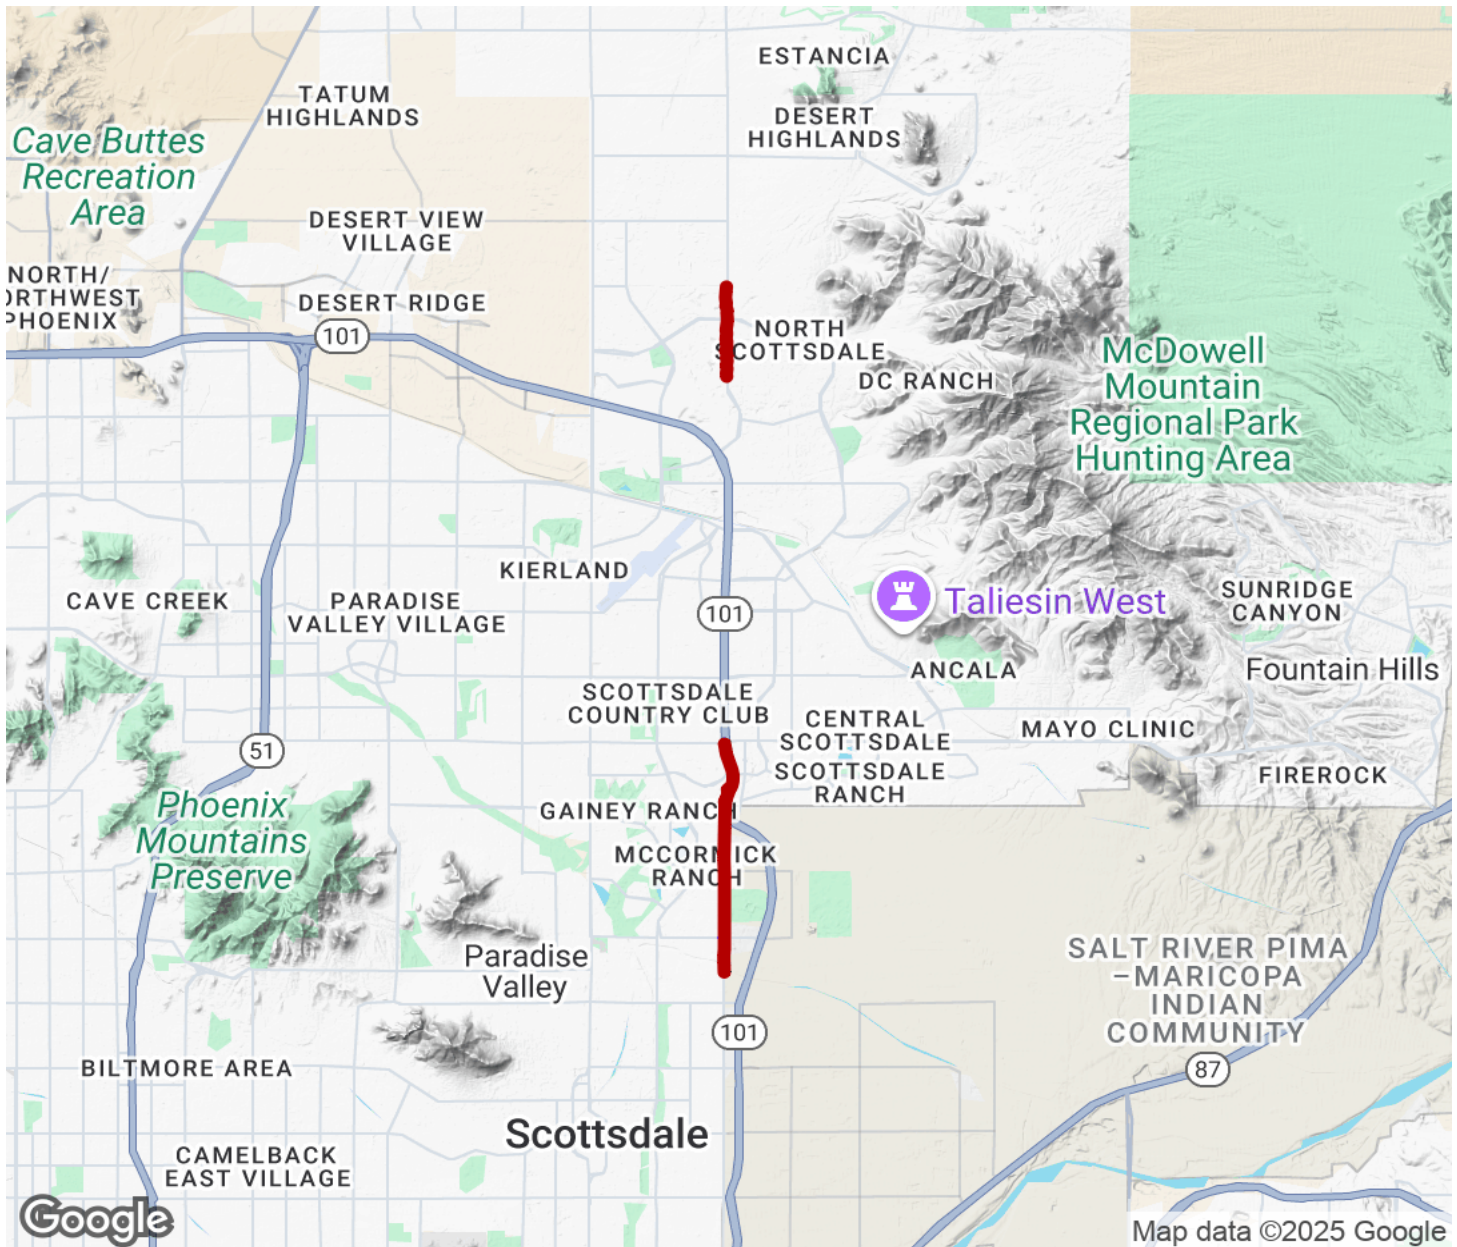 ESTANCIA
TATUM
HIGHLANDS
DESERT
HIGHLANDS
Cave Buttes
Recreation
Area
DESERT VIEW
VILLAGE
NORTH/
ORTHWEST
PHOENIX
DESERT RIDGE
101
NORTH
SCOTTSDALE
DC RANCH
McDowell
Mountain
Regional Park
Hunting Area
KIERLAND
CAVE CREEK
PARADISE
VALLEY VILLAGE
101
Taliesin West
SUNRIDGE
CANYON
ANCALA
Fountain Hills
SCOTTSDALE
COUNTRY CLUB
CENTRAL
SCOTTSDALE
MAYO CLINIC
51
SCOTTSDALE
RANCH
FIREROCK
Phoenix
Mountains
Preserve
GAINEY RANCH
MCCORMICK
RANCH
Paradise
Valley
SALT RIVER PIMA
–MARICOPA
INDIAN
COMMUNITY
101
BILTMORE AREA
87
Scottsdale
CAMELBACK
EAST VILLAGE
Google
Map data ©2025 Google